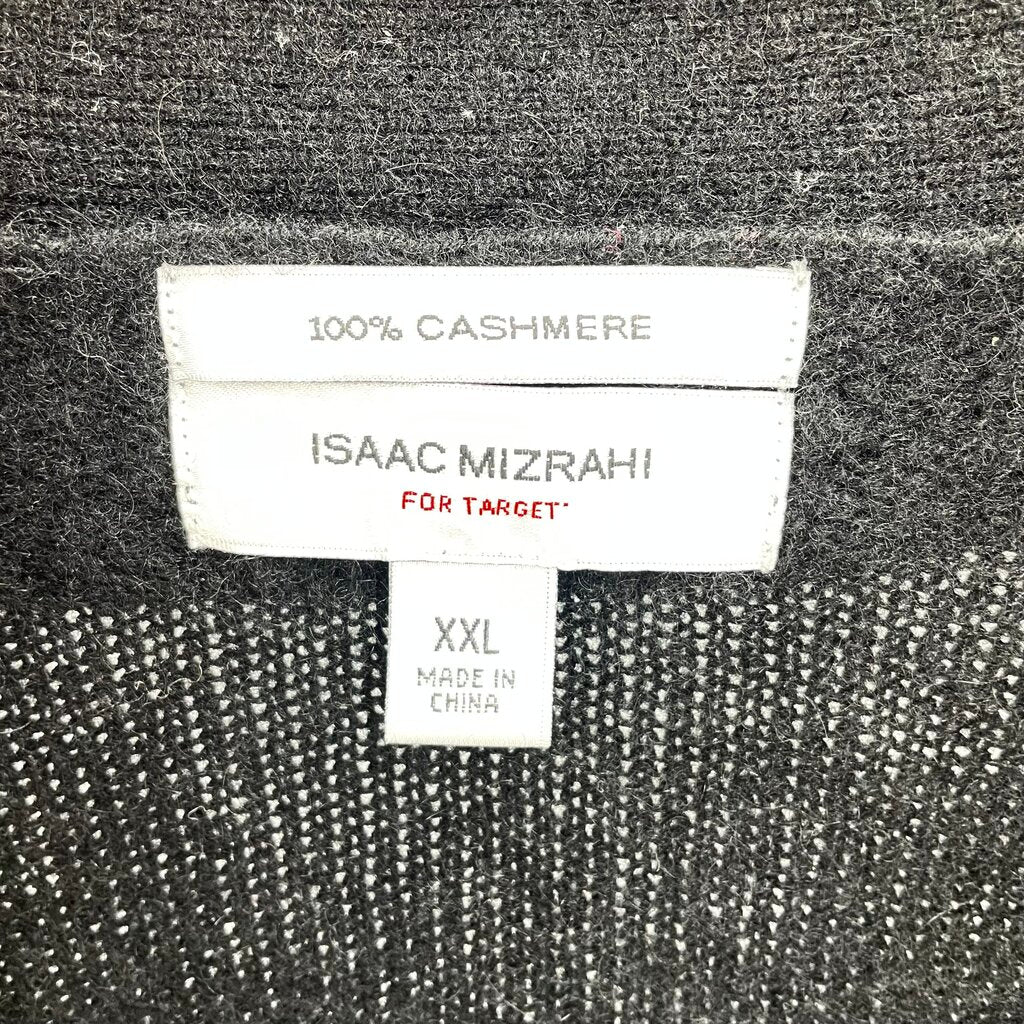 100% CASHMERE
ISAAC MIZRAHI
FOR TARGET
XXL
MADE IN
CHINA